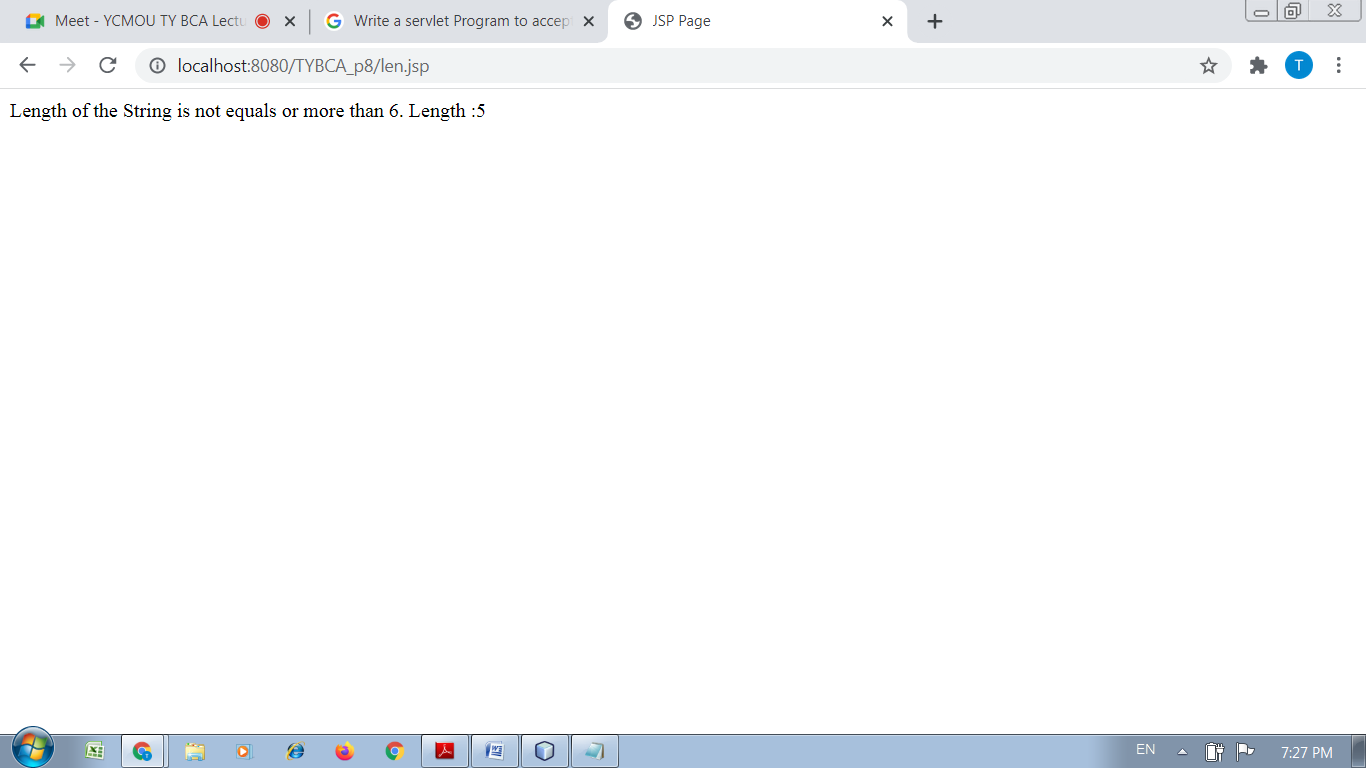 Meet - YCMOU TY BCA Lectu
Write a servlet Program to accep
JSP Page
localhost:8080/TYBCA_p8/len.jsp
T
Length of the String is not equals or more than 6. Length :5
EN
7:27 PM